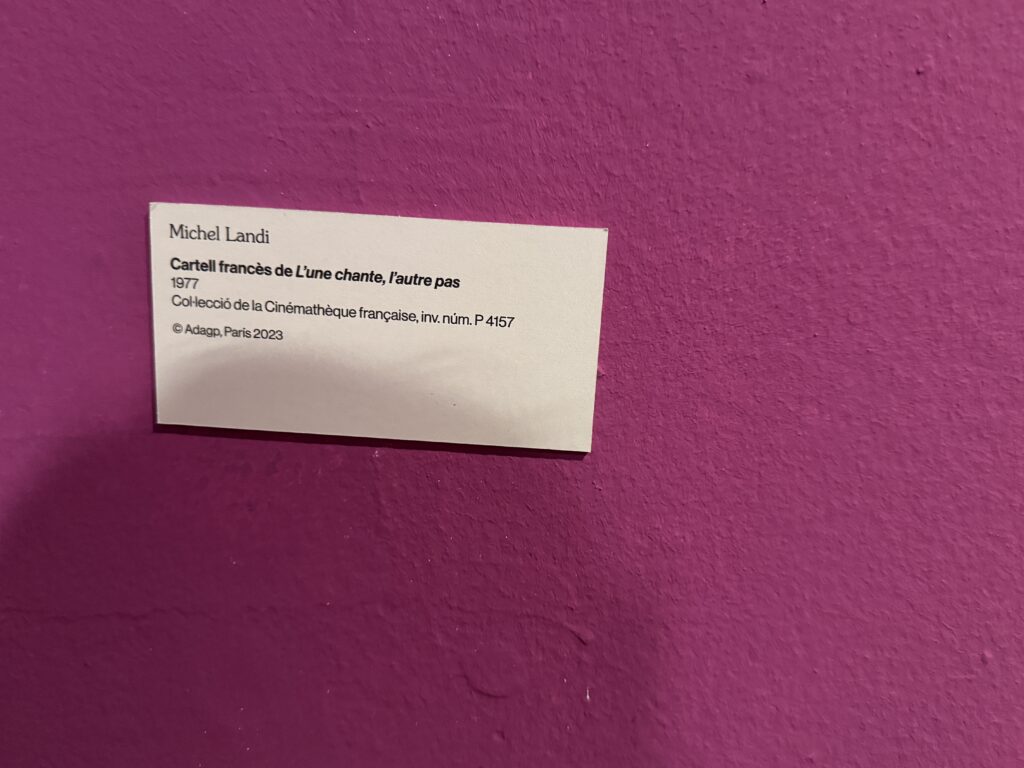 Michel Landi
Cartell francès de L'une chante, l'autre pas
1977
Col·lecció de la Cinémathèque française, inv. núm. P 4157
© Adagp, París 2023